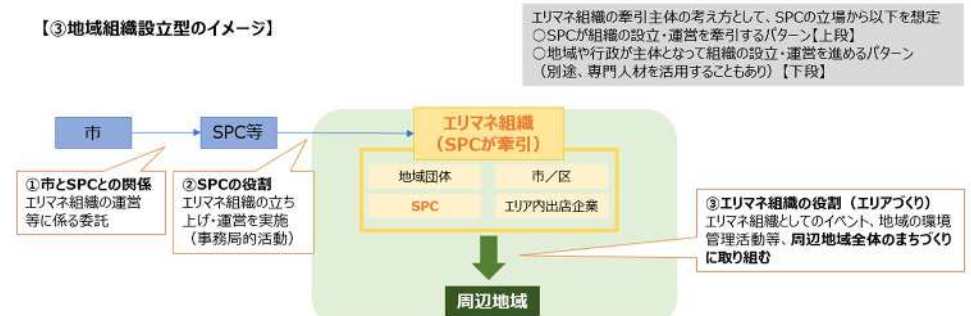 【③地域組織設立型のイメージ】
エリマネ組織の牽引主体の考え方として、SPCの立場から以下を想定
○SPCが組織の設立・運営を牽引するパターン【上段】
○地域や行政が主体となって組織の設立・運営を進めるパターン
（別途、専門人材を活用することもあり）【下段】
市
SPC等
エリマネ組織
（SPCが牽引）
地域団体
市／区
SPC
エリア内出店企業
①市とSPCとの関係
エリマネ組織の運営
等に係る委託
②SPCの役割
エリマネ組織の立ち
上げ・運営を実施
（事務局的活動）
③エリマネ組織の役割（エリアづくり）
エリマネ組織としてのイベント、地域の環境
管理活動等、周辺地域全体のまちづくり
に取り組む
周辺地域